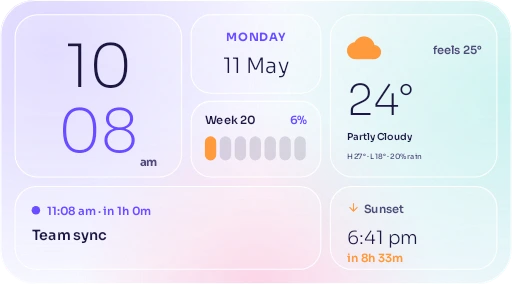 10
08
am
MONDAY
11 May
Week 20 6%
feels 25°
24°
Partly Cloudy
H 27° · L 18° · 20% rain
11:08 am · in 1h 0m
Team sync
Sunset
6:41 pm
in 8h 33m